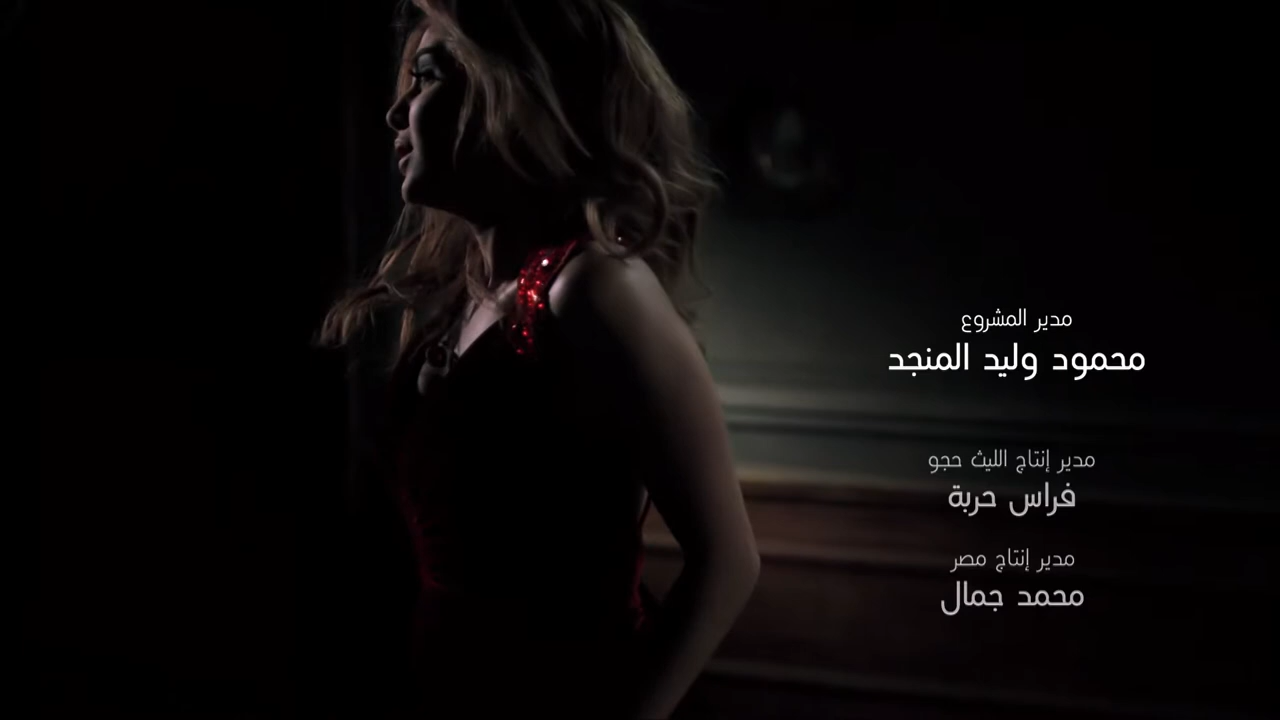 مدير المشروع
محمود وليد المنجد
مدير إنتاج الليث حجو
فراس حربة
مدير إنتاج مصر
محمد جمال